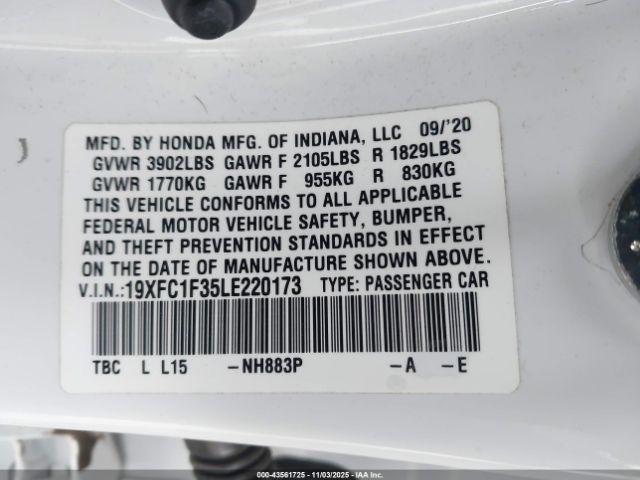 MFD. BY HONDA MFG. OF INDIANA, LLC 09/'20
GVWR 3902LBS GAWR F 2105LBS R 1829LBS
GVWR 1770KG GAWR F 955KG R 830KG
THIS VEHICLE CONFORMS TO ALL APPLICABLE
FEDERAL MOTOR VEHICLE SAFETY, BUMPER,
AND THEFT PREVENTION STANDARDS IN EFFECT
ON THE DATE OF MANUFACTURE SHOWN ABOVE.
V.I.N.:19XFC1F35LE220173 TYPE: PASSENGER CAR
TBC L L15 -NH883P -A -E
000-43561725 11/03/2025 IAA Inc.